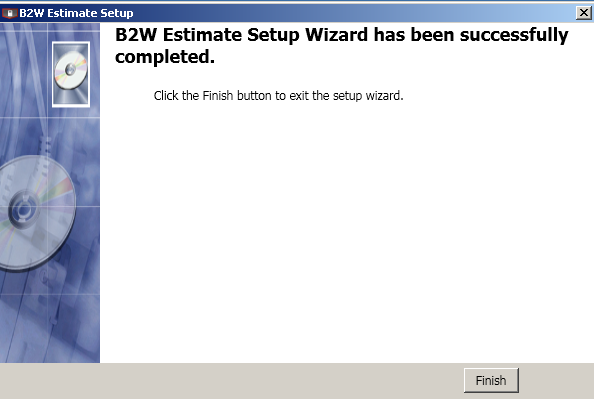 B2W Estimate Setup
B2W Estimate Setup Wizard has been successfully
completed.
Click the Finish button to exit the setup wizard.
Finish